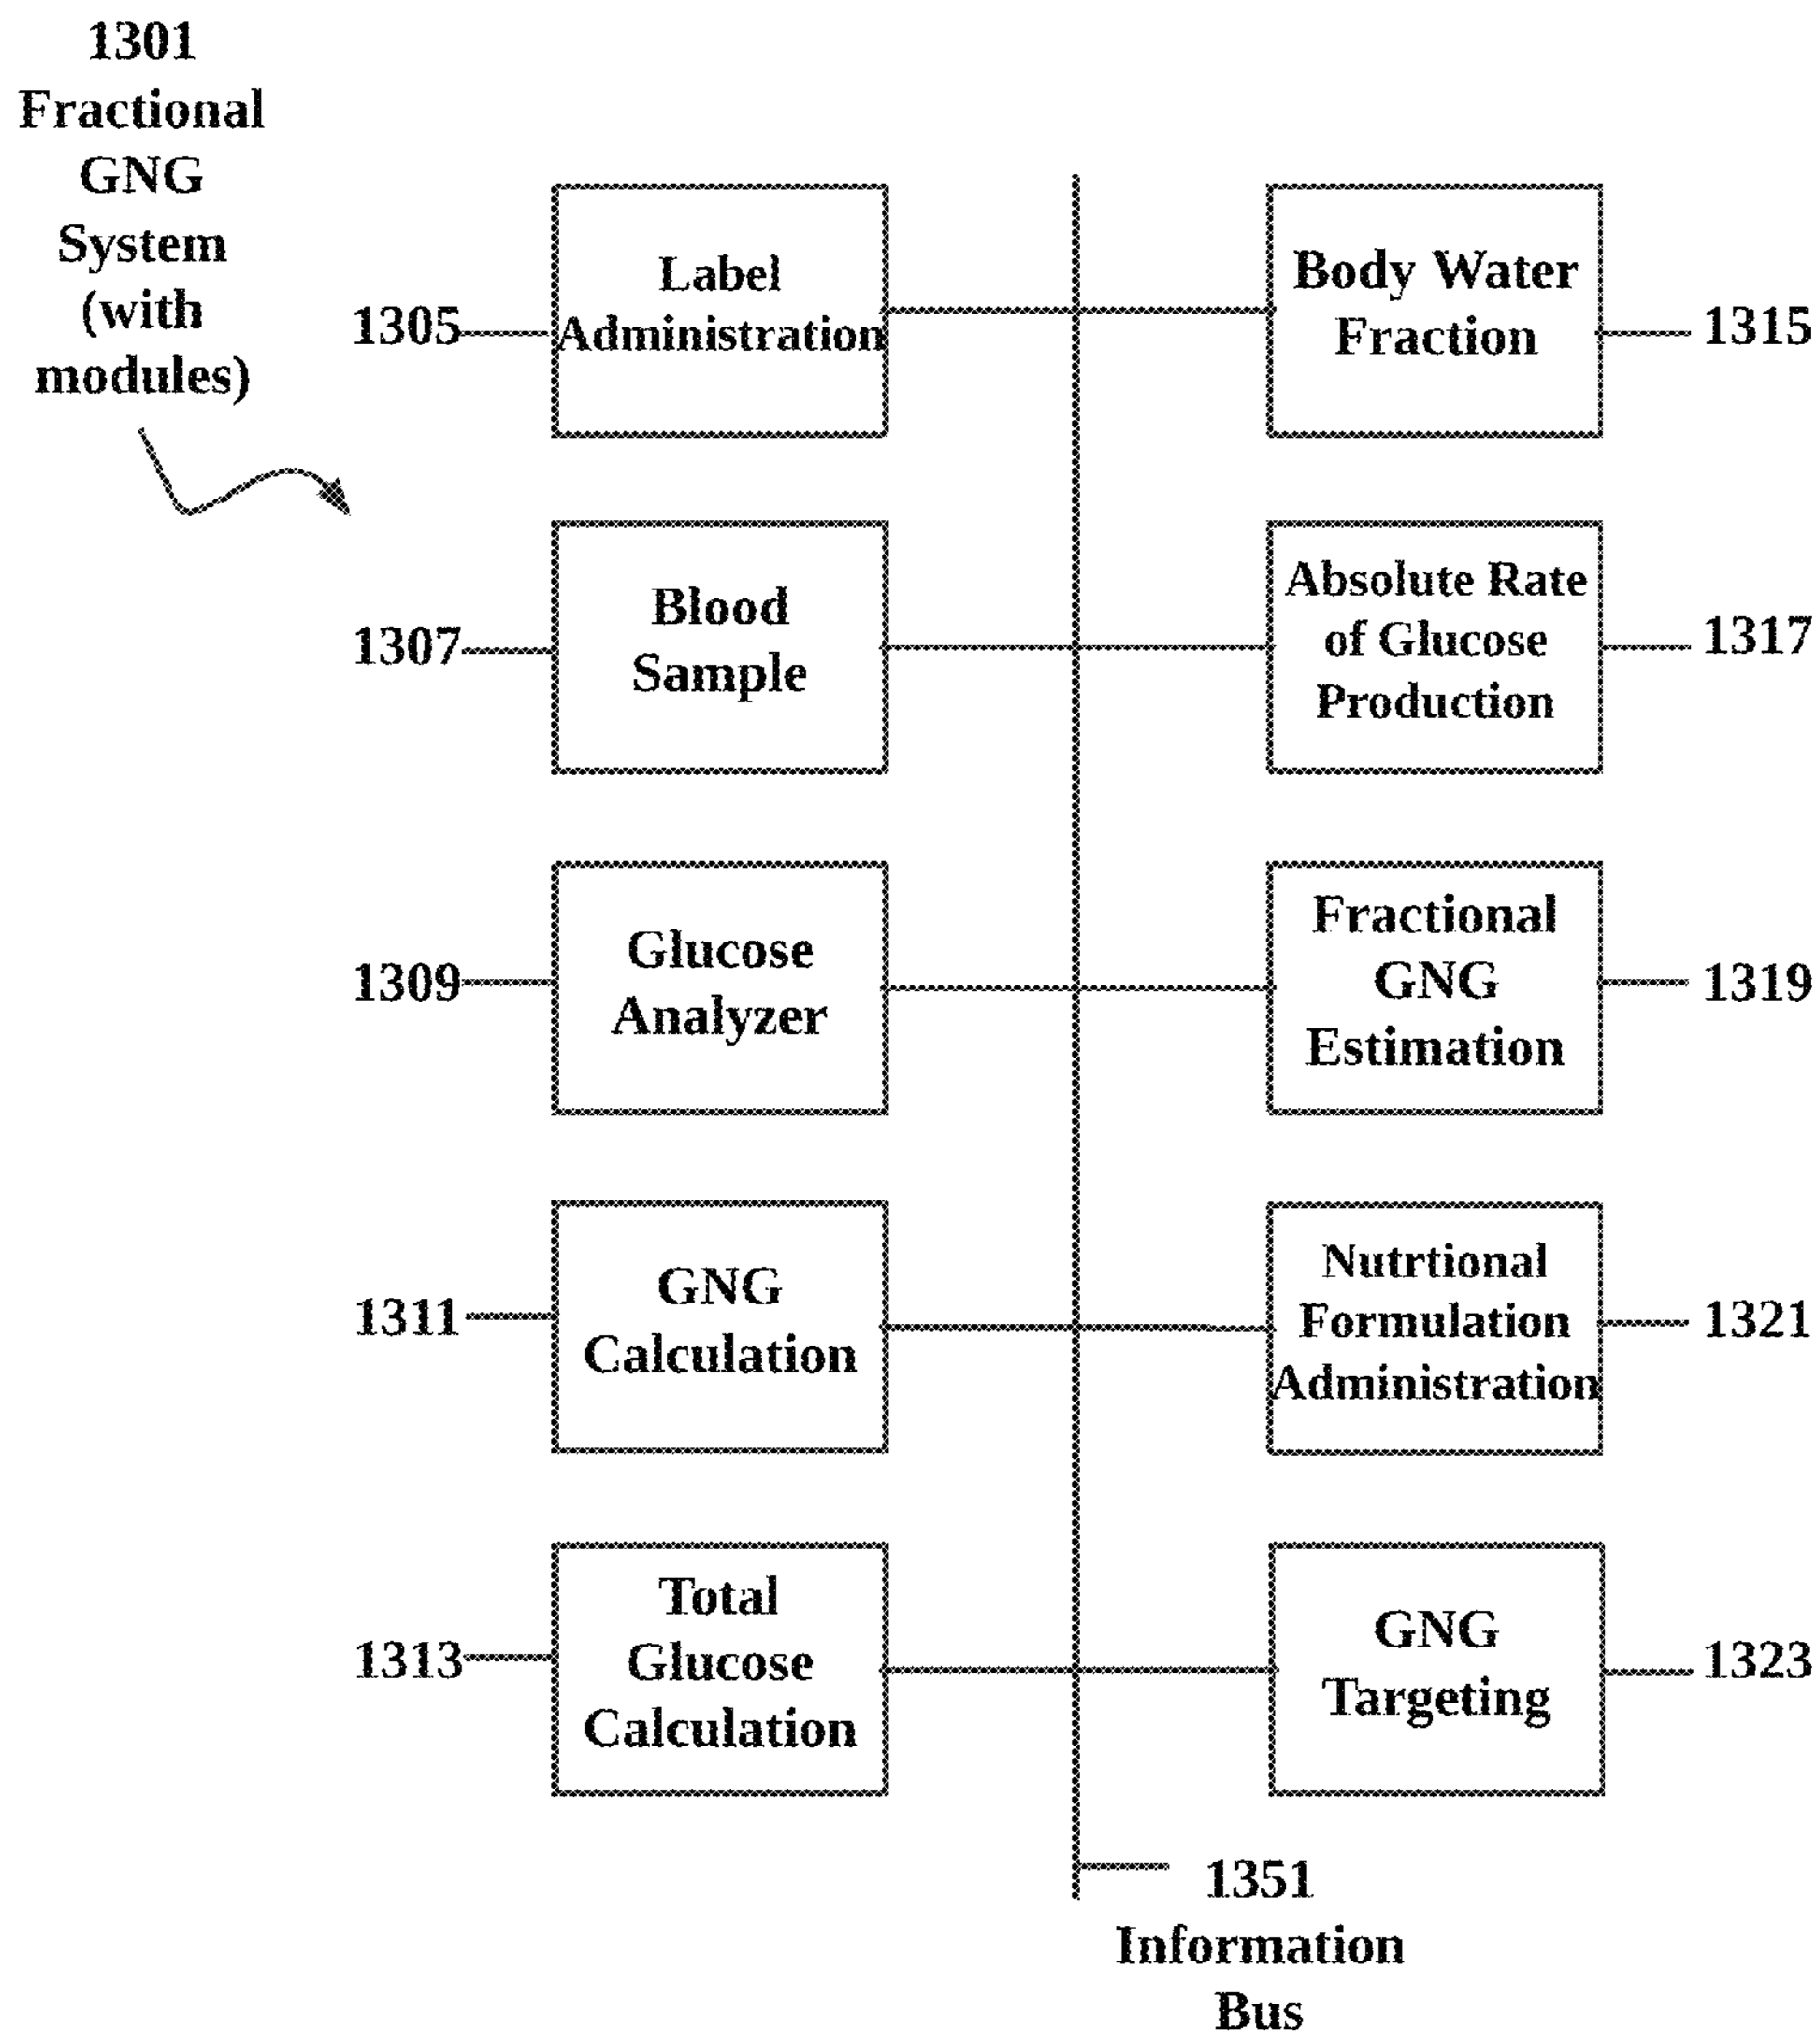 1301
Fractional
GNG
System
(with
modules)
1305
Label
Administration
Body Water
Fraction
1315
1307
Blood
Sample
Absolute Rate
of Glucose
Production
1317
1309
Glucose
Analyzer
Fractional
GNG
Estimation
1319
1311
GNG
Calculation
Nutrtional
Formulation
Administration
1321
1313
Total
Glucose
Calculation
GNG
Targeting
1323
1351
Information
Bus